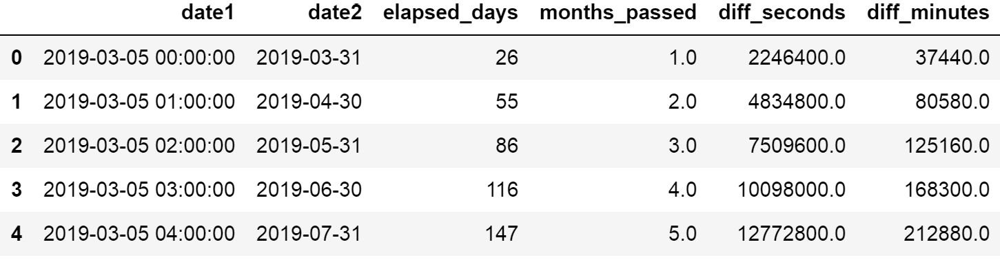 date1 date2 elapsed_days months_passed diff_seconds diff_minutes
0 2019-03-05 00:00:00 2019-03-31 26 1.0 2246400.0 37440.0
1 2019-03-05 01:00:00 2019-04-30 55 2.0 4834800.0 80580.0
2 2019-03-05 02:00:00 2019-05-31 86 3.0 7509600.0 125160.0
3 2019-03-05 03:00:00 2019-06-30 116 4.0 10098000.0 168300.0
4 2019-03-05 04:00:00 2019-07-31 147 5.0 12772800.0 212880.0